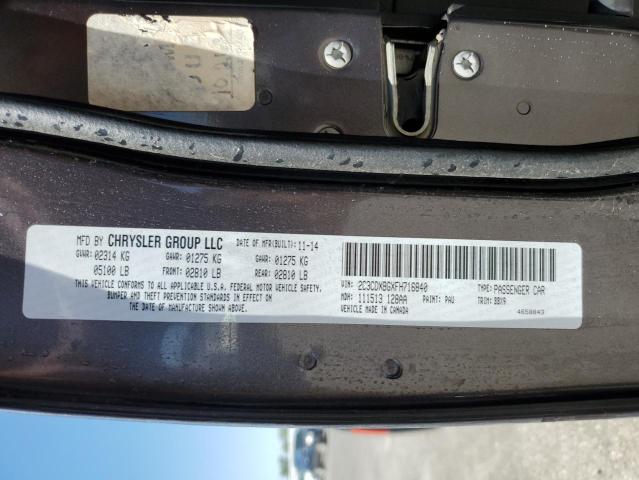 MFD BY CHRYSLER GROUP LLC DATE OF MFR(BUILT): 11-14
GVWR: 02314 KG GAWR: 01275 KG GAWR: 01275 KG
05100 LB FRONT: 02810 LB REAR: 02810 LB
THIS VEHICLE CONFORMS TO ALL APPLICABLE U.S.A. FEDERAL MOTOR VEHICLE SAFETY,
BUMPER AND THEFT PREVENTION STANDARDS IN EFFECT ON
THE DATE OF MANUFACTURE SHOWN ABOVE.
VIN: 2C3CDXBGXFH716840 TYPE: PASSENGER CAR
MDH: 111513 128AA PAINT: PAU TRIM: BBX9
VEHICLE MADE IN CANADA 4658843